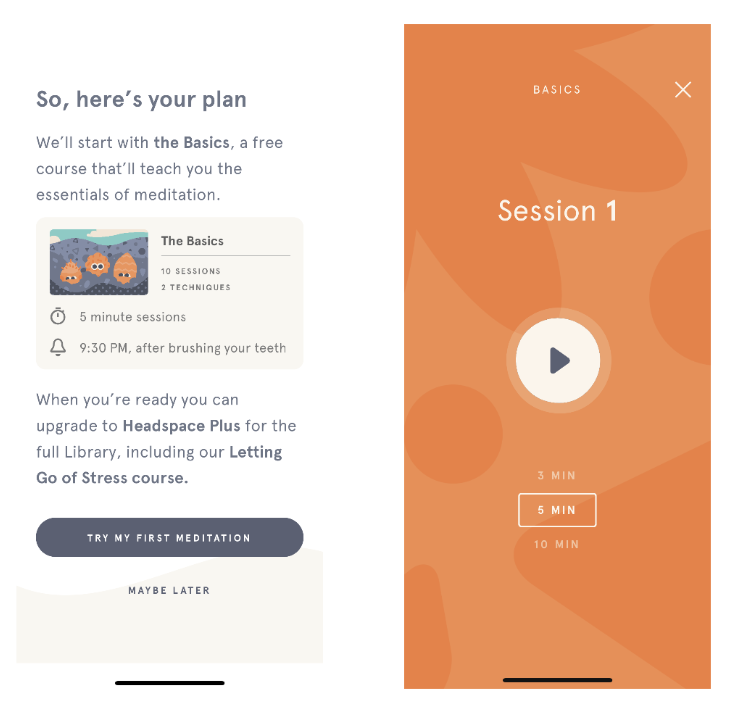 So, here's your plan
We'll start with the Basics, a free
course that'll teach you the
essentials of meditation.
The Basics
10 SESSIONS
2 TECHNIQUES
5 minute sessions
9:30 PM, after brushing your teeth
When you're ready you can
upgrade to Headspace Plus for the
full Library, including our Letting
Go of Stress course.
TRY MY FIRST MEDITATION
MAYBE LATER
BASICS
Session 1
3 MIN
5 MIN
10 MIN